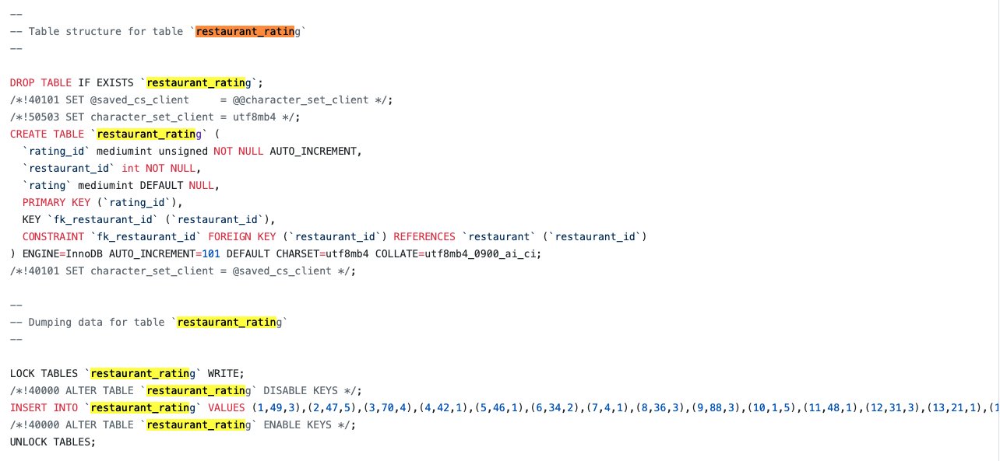 --
-- Table structure for table `restaurant_rating`
--
DROP TABLE IF EXISTS `restaurant_rating`;
/*!40101 SET @saved_cs_client     = @@character_set_client */;
/*!50503 SET character_set_client = utf8mb4 */;
CREATE TABLE `restaurant_rating` (
  `rating_id` mediumint unsigned NOT NULL AUTO_INCREMENT,
  `restaurant_id` int NOT NULL,
  `rating` mediumint DEFAULT NULL,
  PRIMARY KEY (`rating_id`),
  KEY `fk_restaurant_id` (`restaurant_id`),
  CONSTRAINT `fk_restaurant_id` FOREIGN KEY (`restaurant_id`) REFERENCES `restaurant` (`restaurant_id`)
) ENGINE=InnoDB AUTO_INCREMENT=101 DEFAULT CHARSET=utf8mb4 COLLATE=utf8mb4_0900_ai_ci;
/*!40101 SET character_set_client = @saved_cs_client */;
--
-- Dumping data for table `restaurant_rating`
--
LOCK TABLES `restaurant_rating` WRITE;
/*!40000 ALTER TABLE `restaurant_rating` DISABLE KEYS */;
INSERT INTO `restaurant_rating` VALUES (1,49,3),(2,47,5),(3,70,4),(4,42,1),(5,46,1),(6,34,2),(7,4,1),(8,36,3),(9,88,3),(10,1,5),(11,48,1),(12,31,3),(13,21,1),(1
/*!40000 ALTER TABLE `restaurant_rating` ENABLE KEYS */;
UNLOCK TABLES;